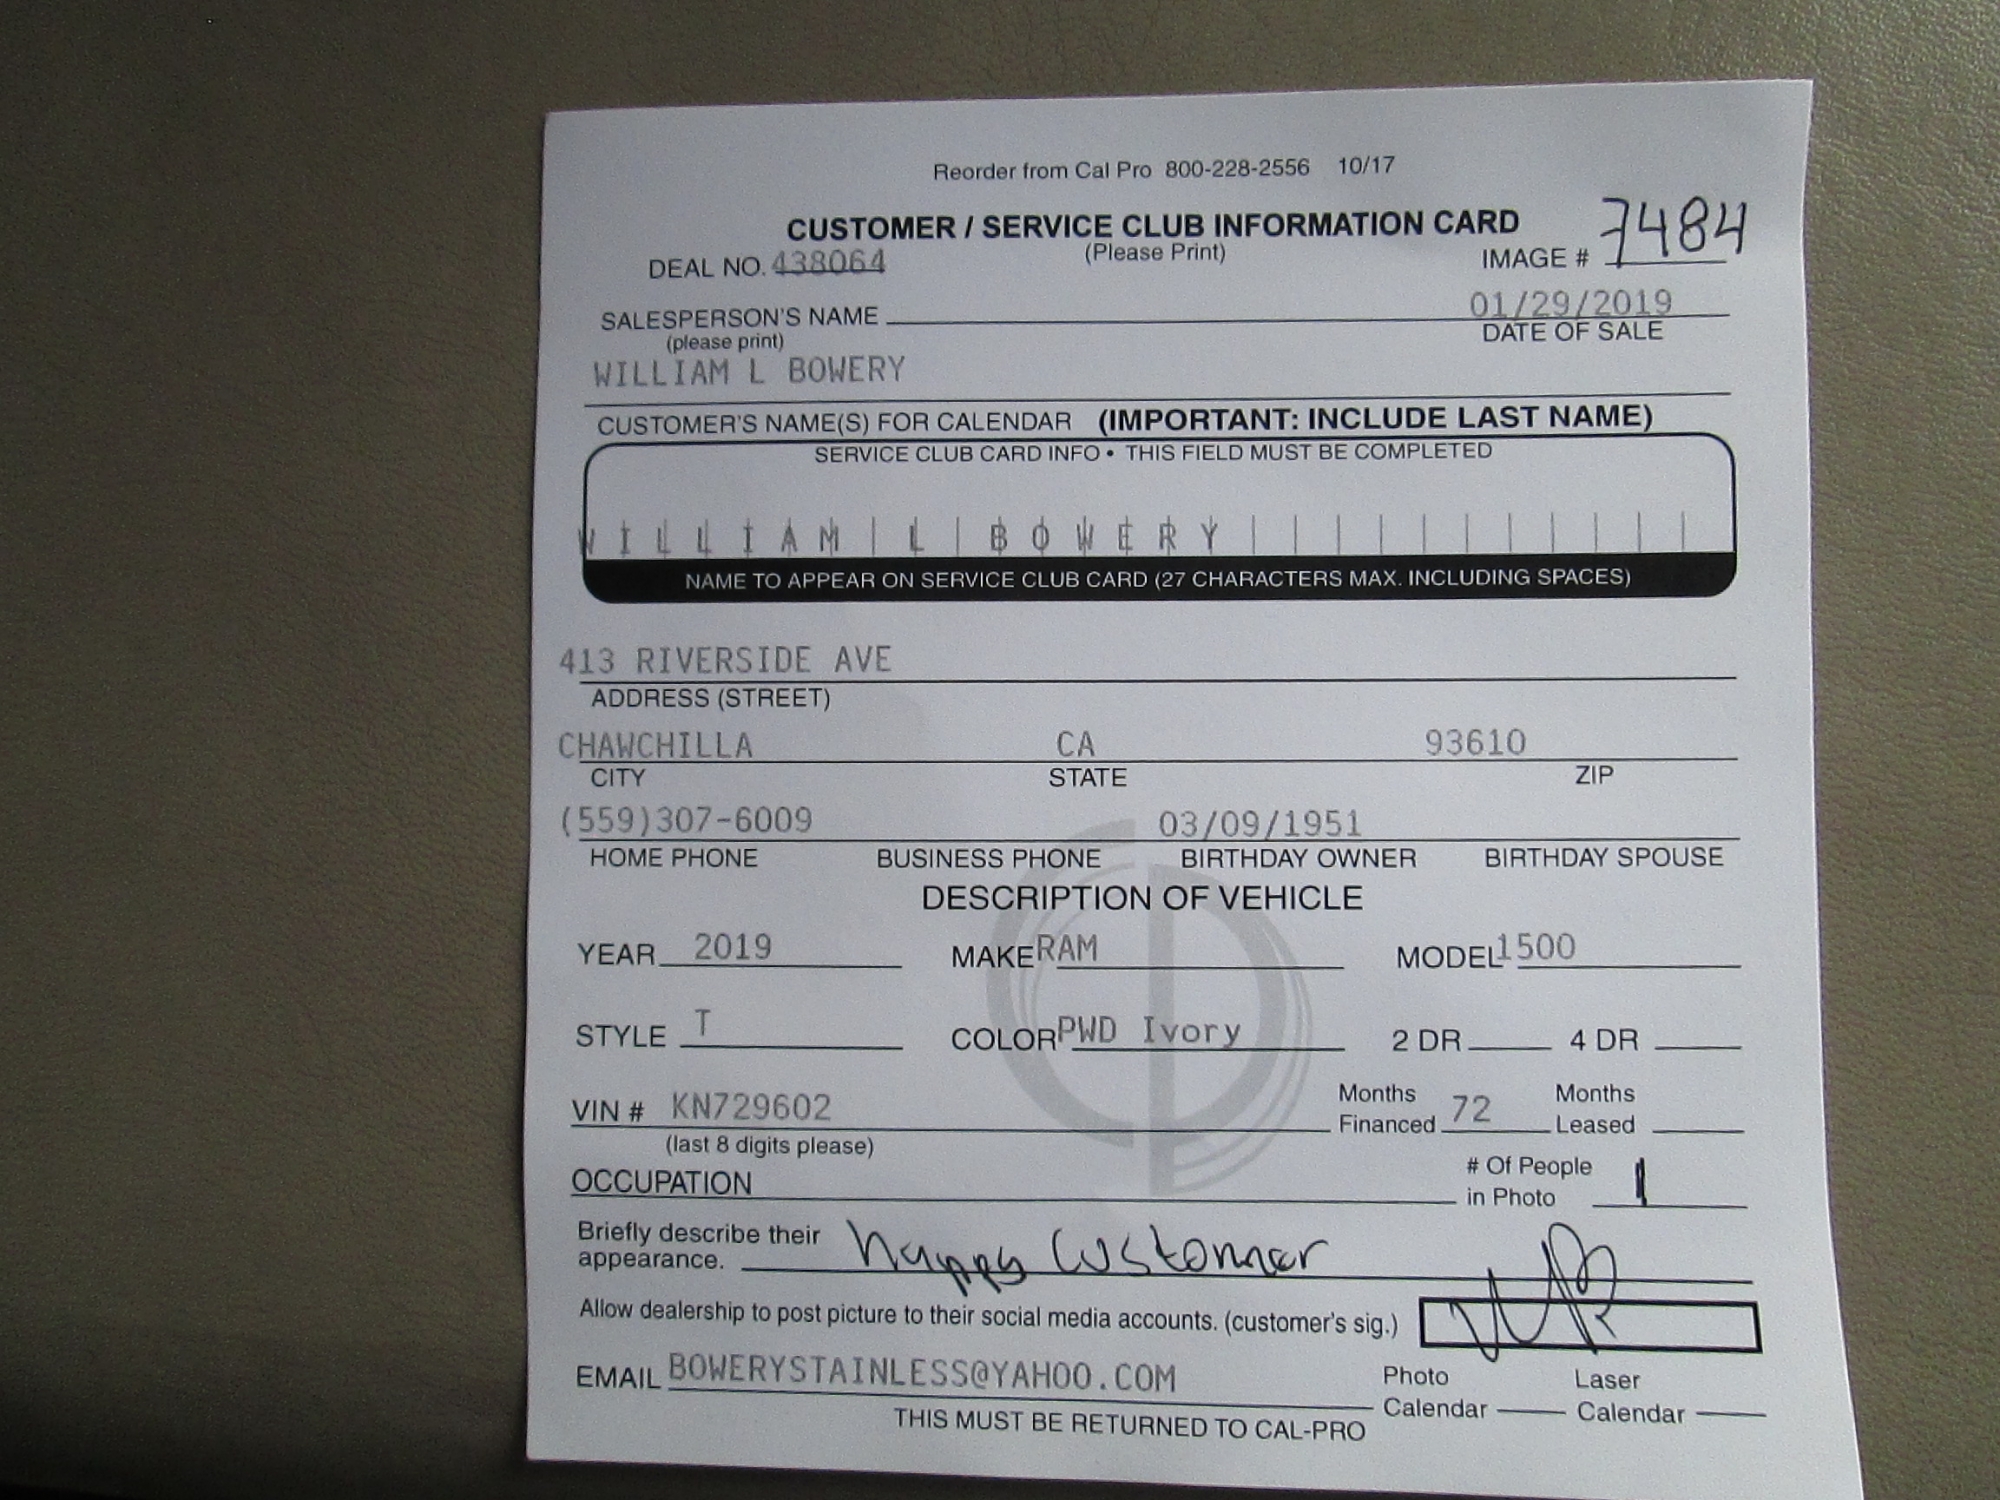 Reorder from Cal Pro 800-228-2556 10/17
CUSTOMER / SERVICE CLUB INFORMATION CARD
(Please Print)
DEAL NO. 438064
IMAGE # 7484
SALESPERSON'S NAME
(please print)
01/29/2019
DATE OF SALE
WILLIAM L BOWERY
CUSTOMER'S NAME(S) FOR CALENDAR (IMPORTANT: INCLUDE LAST NAME)
SERVICE CLUB CARD INFO • THIS FIELD MUST BE COMPLETED
WILLIAM L BOWERY
NAME TO APPEAR ON SERVICE CLUB CARD (27 CHARACTERS MAX. INCLUDING SPACES)
413 RIVERSIDE AVE
ADDRESS (STREET)
CHAWCHILLA CA 93610
CITY STATE ZIP
(559)307-6009 03/09/1951
HOME PHONE BUSINESS PHONE BIRTHDAY OWNER BIRTHDAY SPOUSE
DESCRIPTION OF VEHICLE
YEAR 2019 MAKE RAM MODEL 1500
STYLE T COLOR PWD Ivory 2 DR 4 DR
VIN # KN729602
(last 8 digits please)
Months Financed 72
Months Leased
OCCUPATION
# Of People in Photo 1
Briefly describe their
appearance. happy Customer
Allow dealership to post picture to their social media accounts. (customer's sig.)
EMAIL BOWERYSTAINLESS@YAHOO.COM
Photo Calendar
Laser Calendar
THIS MUST BE RETURNED TO CAL-PRO